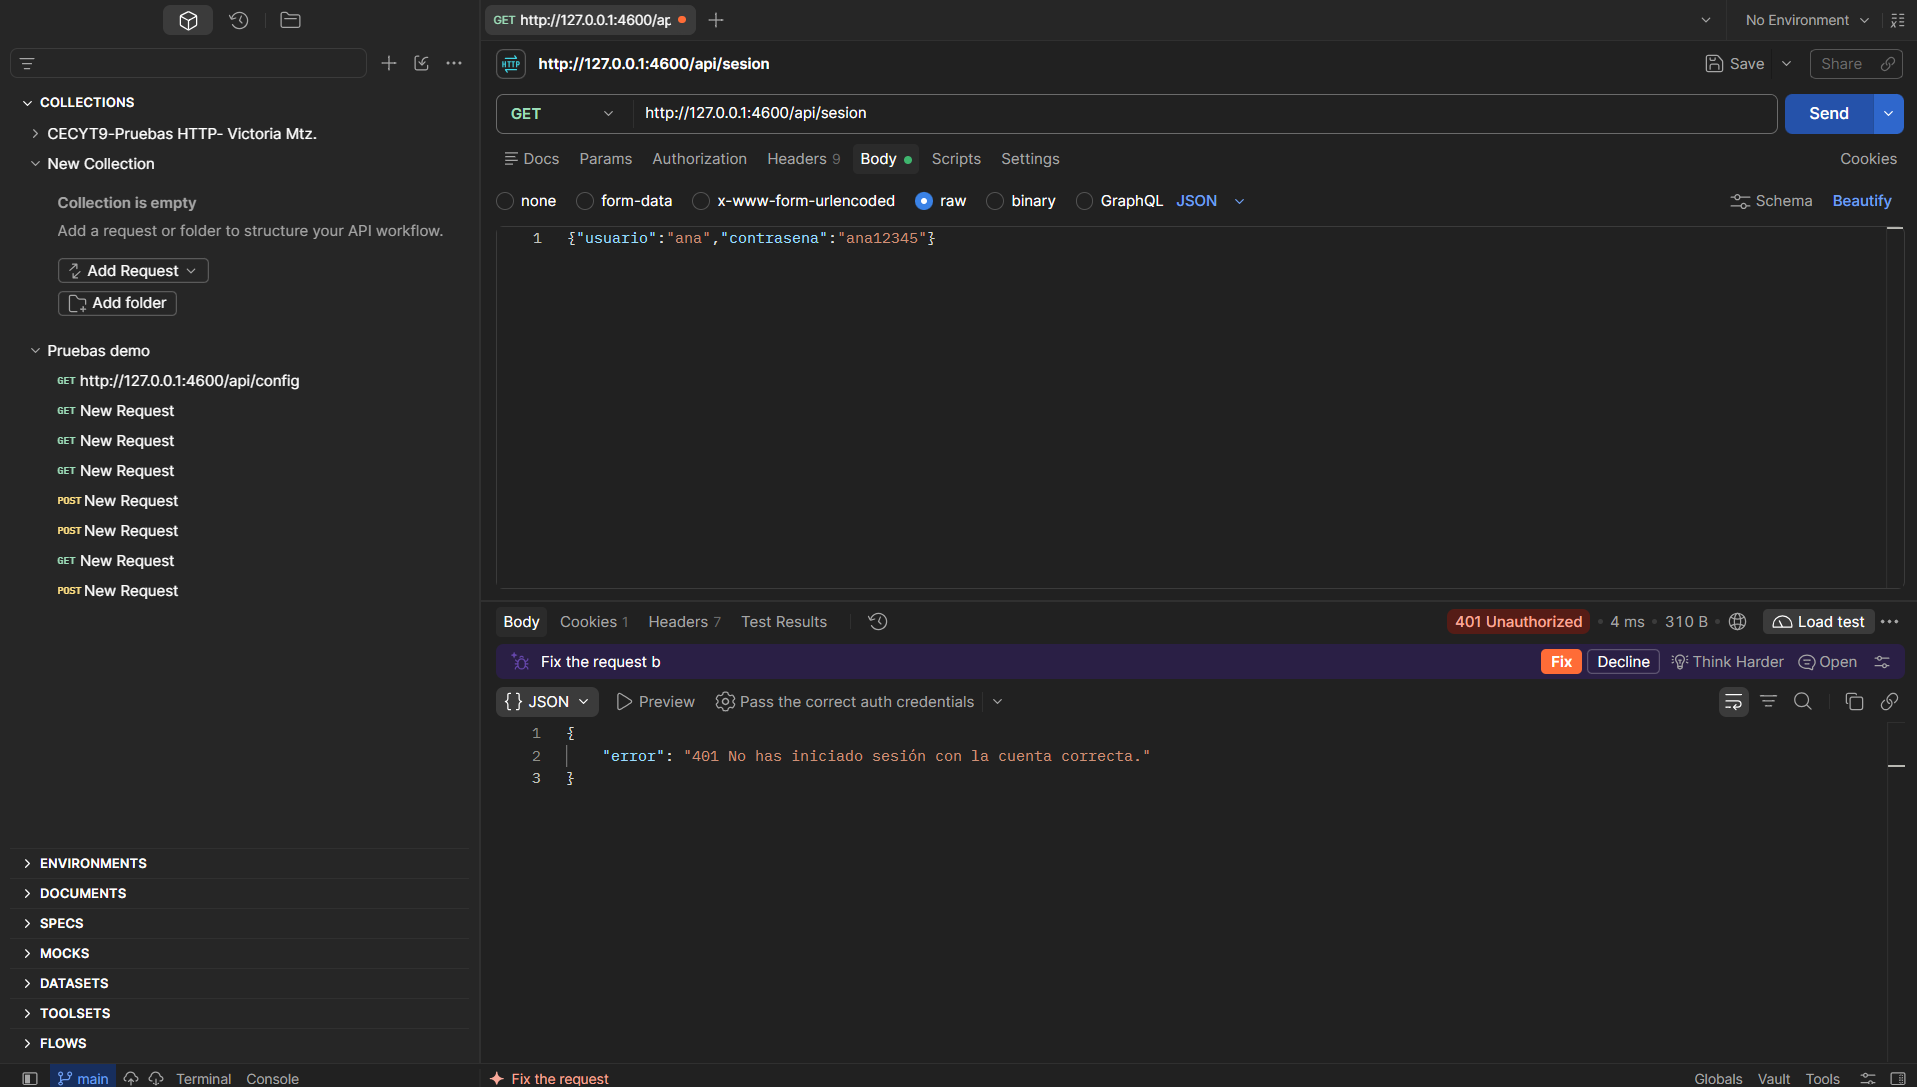 GET http://127.0.0.1:4600/ap
No Environment
http://127.0.0.1:4600/api/sesion
Save
Share
COLLECTIONS
CECYT9-Pruebas HTTP- Victoria Mtz.
New Collection
Collection is empty
Add a request or folder to structure your API workflow.
Add Request
Add folder
Pruebas demo
GET http://127.0.0.1:4600/api/config
GET New Request
GET New Request
GET New Request
POST New Request
POST New Request
GET New Request
POST New Request
ENVIRONMENTS
DOCUMENTS
SPECS
MOCKS
DATASETS
TOOLSETS
FLOWS
GET http://127.0.0.1:4600/api/sesion
Send
Docs Params Authorization Headers 9 Body Scripts Settings Cookies
none form-data x-www-form-urlencoded raw binary GraphQL JSON Schema Beautify
1 {"usuario":"ana","contrasena":"ana12345"}
Body Cookies 1 Headers 7 Test Results 401 Unauthorized 4 ms 310 B Load test
Fix the request b Fix Decline Think Harder Open
{} JSON Preview Pass the correct auth credentials
1 {
2 "error": "401 No has iniciado sesión con la cuenta correcta."
3 }
main Terminal Console Fix the request Globals Vault Tools